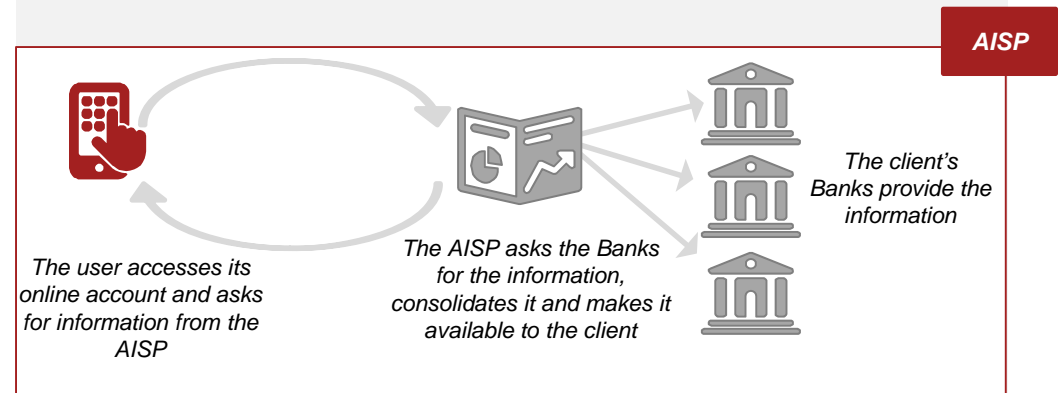 AISP
The client's
Banks provide the
information
The AISP asks the Banks
for the information,
consolidates it and makes it
available to the client
The user accesses its
online account and asks
for information from the
AISP